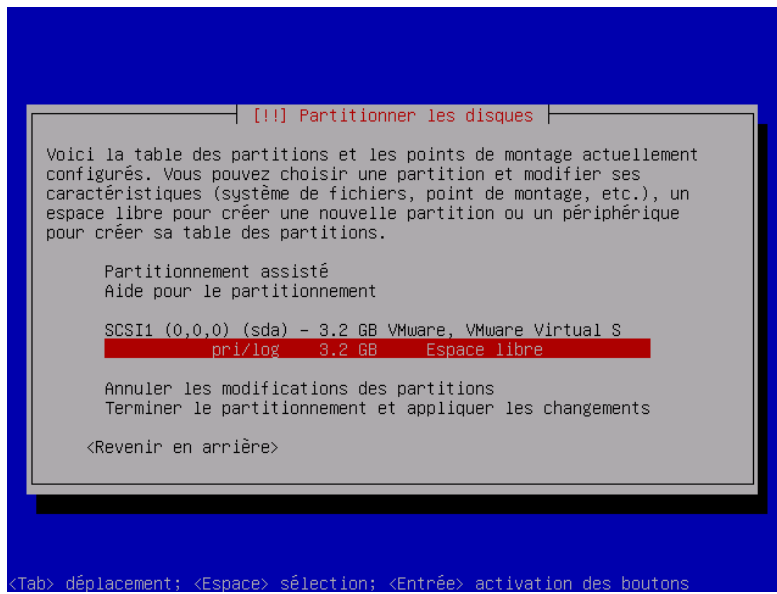 [!!] Partitionner les disques
Voici la table des partitions et les points de montage actuellement
configurés. Vous pouvez choisir une partition et modifier ses
caractéristiques (système de fichiers, point de montage, etc.), un
espace libre pour créer une nouvelle partition ou un périphérique
pour créer sa table des partitions.
Partitionnement assisté
Aide pour le partitionnement
SCSI1 (0,0,0) (sda) - 3.2 GB VMware, VMware Virtual S
pri/log 3.2 GB Espace libre
Annuler les modifications des partitions
Terminer le partitionnement et appliquer les changements
<Revenir en arrière>
<Tab> déplacement; <Espace> sélection; <Entrée> activation des boutons